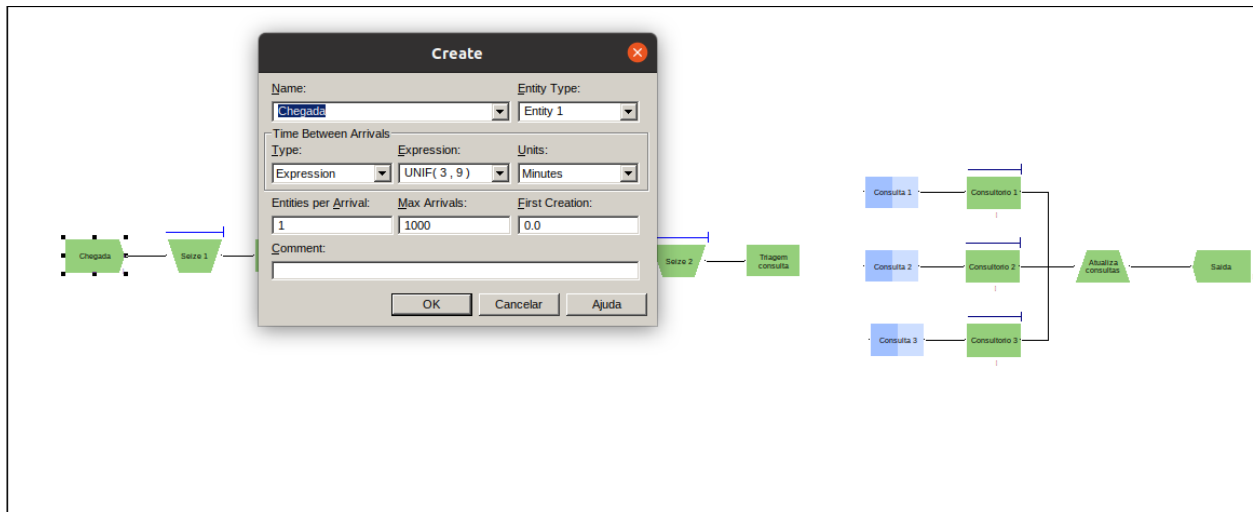 Create
Name:
Entity Type:
Chegada
Entity 1
Time Between Arrivals
Type:
Expression:
Units:
Expression
UNIF( 3 , 9 )
Minutes
Entities per Arrival:
Max Arrivals:
First Creation:
1
1000
0.0
Comment:
OK
Cancelar
Ajuda
Chegada
Seize 1
Seize 2
Triagem
consulta
Consulta 1
Consultorio 1
Consulta 2
Consultorio 2
Consulta 3
Consultorio 3
Atualiza
consultas
Saida